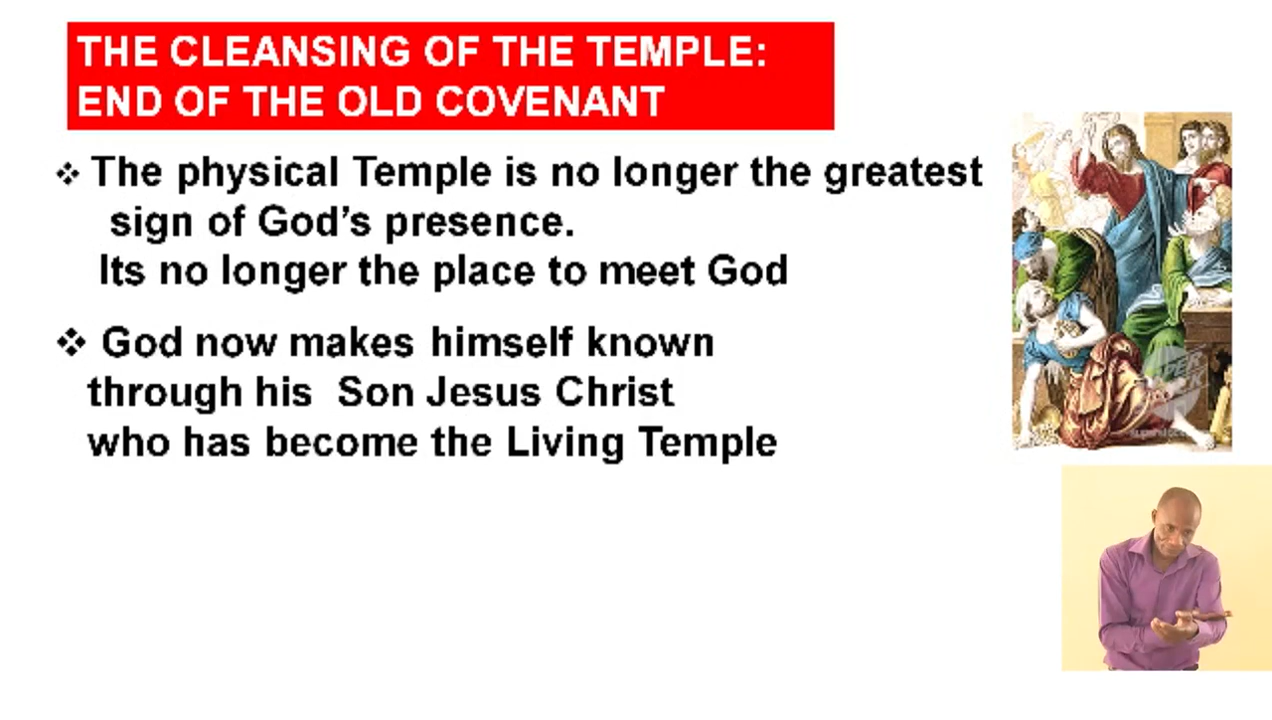 THE CLEANSING OF THE TEMPLE:
END OF THE OLD COVENANT
❖ The physical Temple is no longer the greatest
sign of God’s presence.
Its no longer the place to meet God
❖ God now makes himself known
through his Son Jesus Christ
who has become the Living Temple